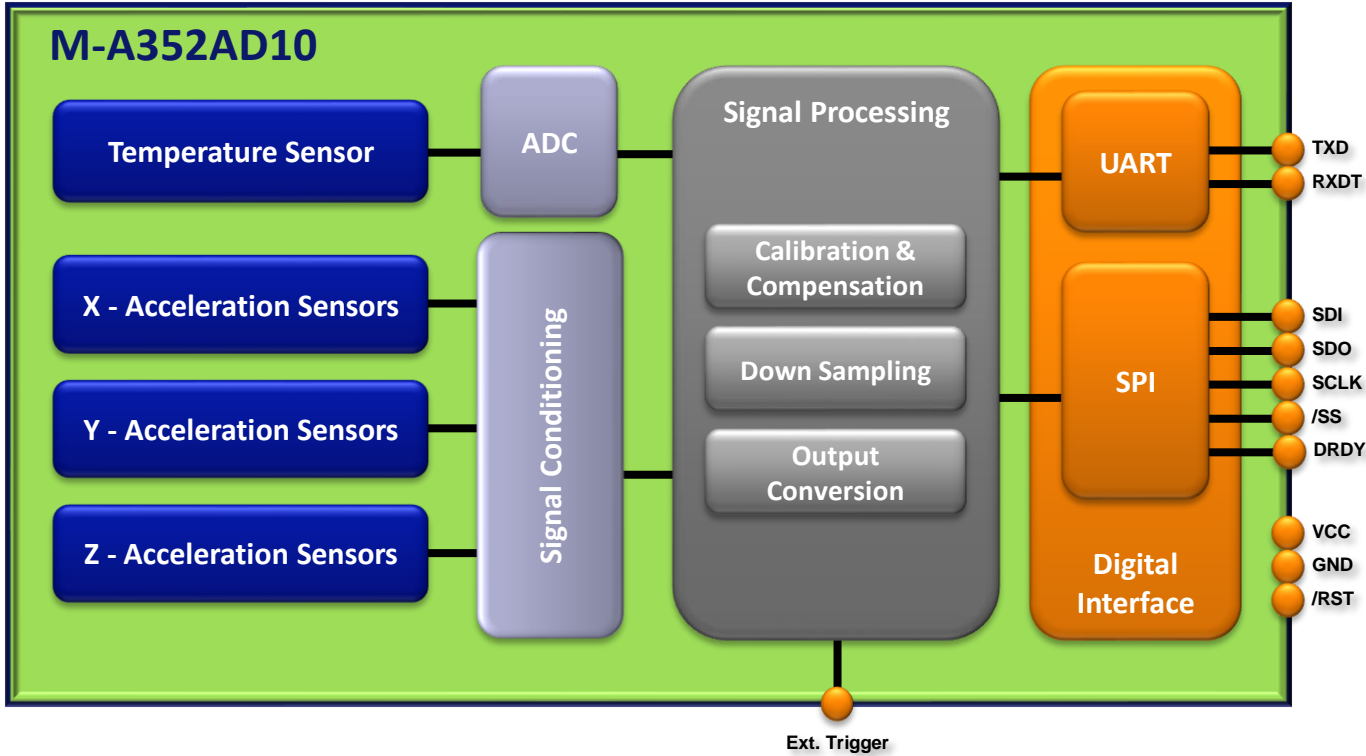 M-A352AD10
Temperature Sensor
X - Acceleration Sensors
Y - Acceleration Sensors
Z - Acceleration Sensors
ADC
Signal Conditioning
Signal Processing
Calibration &
Compensation
Down Sampling
Output
Conversion
UART
SPI
Digital
Interface
TXD
RXDT
SDI
SDO
SCLK
/SS
DRDY
VCC
GND
/RST
Ext. Trigger